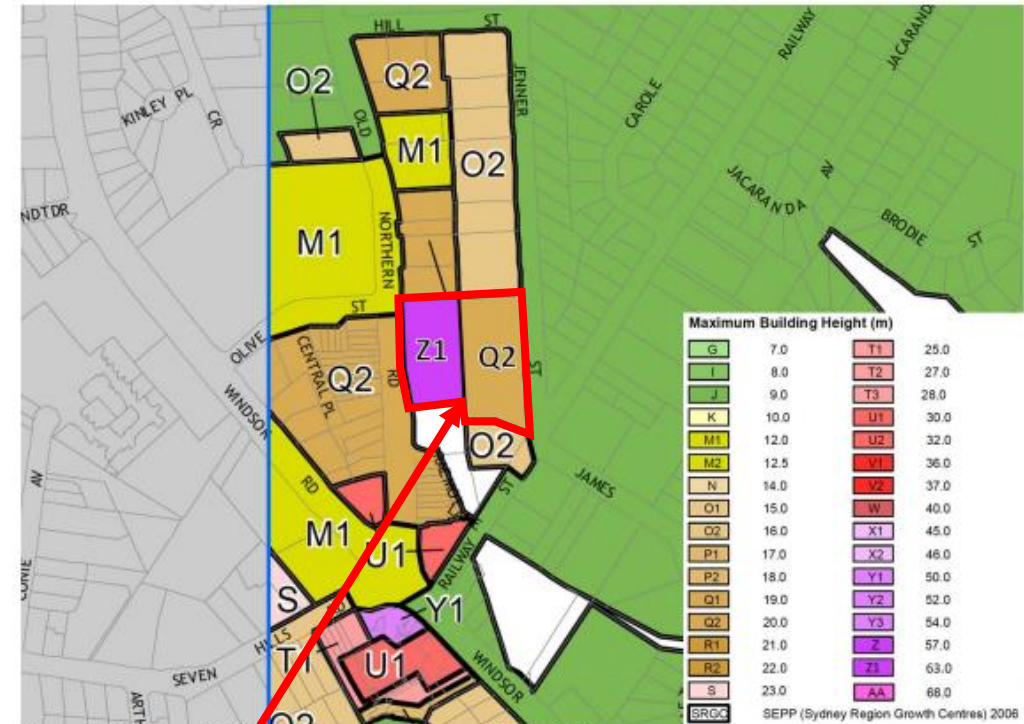 HILL
ST
O2
Q2
JENNER
KINLEY PL
CR
OLD
M1
O2
CAROLE
RAILWAY
JACARANDA
JACARANDA
AV
BRODIE
ST
NDT DR
M1
NORTHERN
OLIVE
ST
CENTRAL PL
Q2
RD
Z1
Q2
ST
WINDSOR
RD
O2
ST
JAMES
AV
M1
U1
RAILWAY
S
Y1
SEVEN
HILLS
RD
T1
U1
WINDSOR
O2
Maximum Building Height (m)
G 7.0 T1 25.0
I 8.0 T2 27.0
J 9.0 T3 28.0
K 10.0 U1 30.0
M1 12.0 U2 32.0
M2 12.5 V1 36.0
N 14.0 V2 37.0
O1 15.0 W 40.0
O2 16.0 X1 45.0
P1 17.0 X2 46.0
P2 18.0 Y1 50.0
Q1 19.0 Y2 52.0
Q2 20.0 Y3 54.0
R1 21.0 Z 57.0
R2 22.0 Z1 63.0
S 23.0 AA 68.0
SRGC SEPP (Sydney Region Growth Centres) 2006